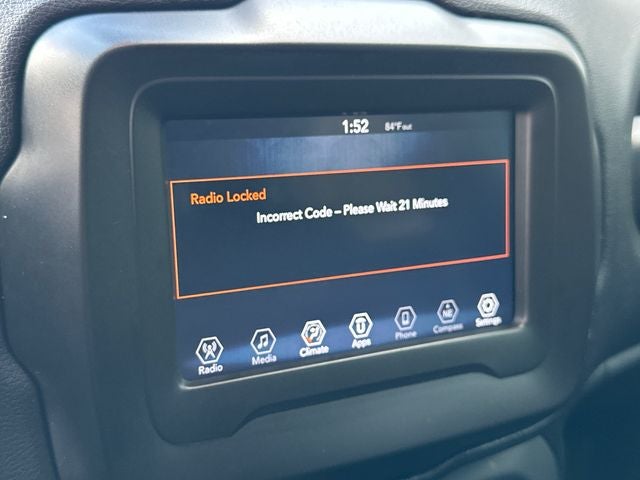 1:52 84°F out
Radio Locked
Incorrect Code – Please Wait 21 Minutes
Radio Media Climate Apps Phone Compass Settings
NE